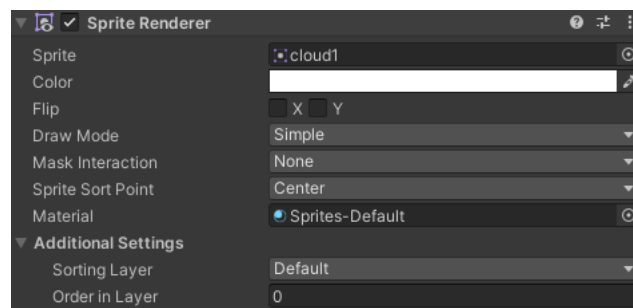 Sprite Renderer
Sprite cloud1
Color
Flip X Y
Draw Mode Simple
Mask Interaction None
Sprite Sort Point Center
Material Sprites-Default
Additional Settings
Sorting Layer Default
Order in Layer 0